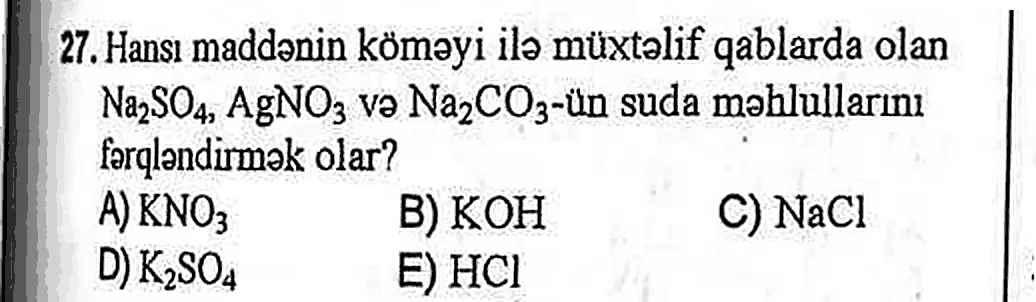 27. Hansı maddənin köməyi ilə müxtəlif qablarda olan
Na₂SO₄, AgNO₃ və Na₂CO₃-ün suda məhlullarını
fərqləndirmək olar?
A) KNO₃ B) KOH C) NaCl
D) K₂SO₄ E) HCl